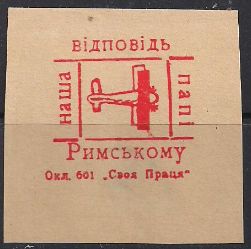 ВІДПОВІДЬ
наша
папі
Римському
Окл. 601 „Своя Праця"